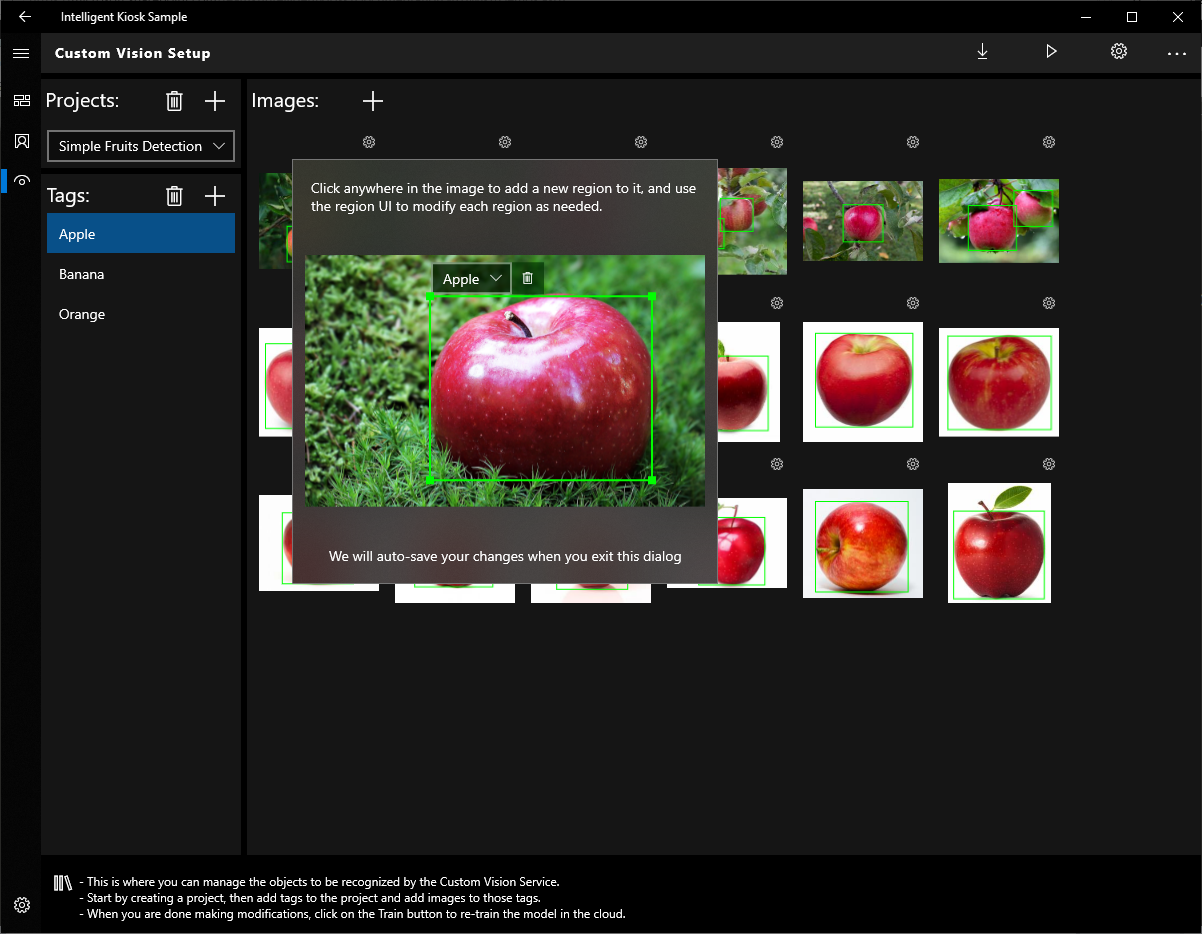 Intelligent Kiosk Sample
Custom Vision Setup
Projects:
Images:
Simple Fruits Detection
Tags:
Apple
Banana
Orange
Click anywhere in the image to add a new region to it, and use
the region UI to modify each region as needed.
Apple
We will auto-save your changes when you exit this dialog
- This is where you can manage the objects to be recognized by the Custom Vision Service.
- Start by creating a project, then add tags to the project and add images to those tags.
- When you are done making modifications, click on the Train button to re-train the model in the cloud.